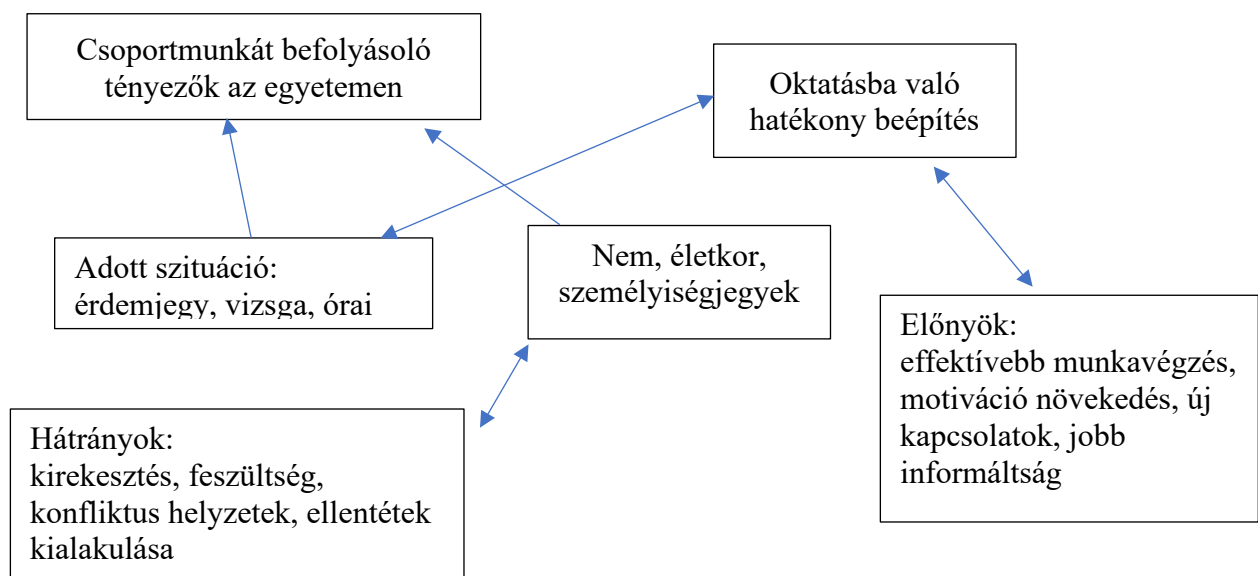 Csoportmunkát befolyásoló
tényezők az egyetemen
Oktatásba való
hatékony beépítés
Adott szituáció:
érdemjegy, vizsga, órai
Nem, életkor,
személyiségjegyek
Előnyök:
effektívebb munkavégzés,
motiváció növekedés, új
kapcsolatok, jobb
informáltság
Hátrányok:
kirekesztés, feszültség,
konfliktus helyzetek, ellentétek
kialakulása